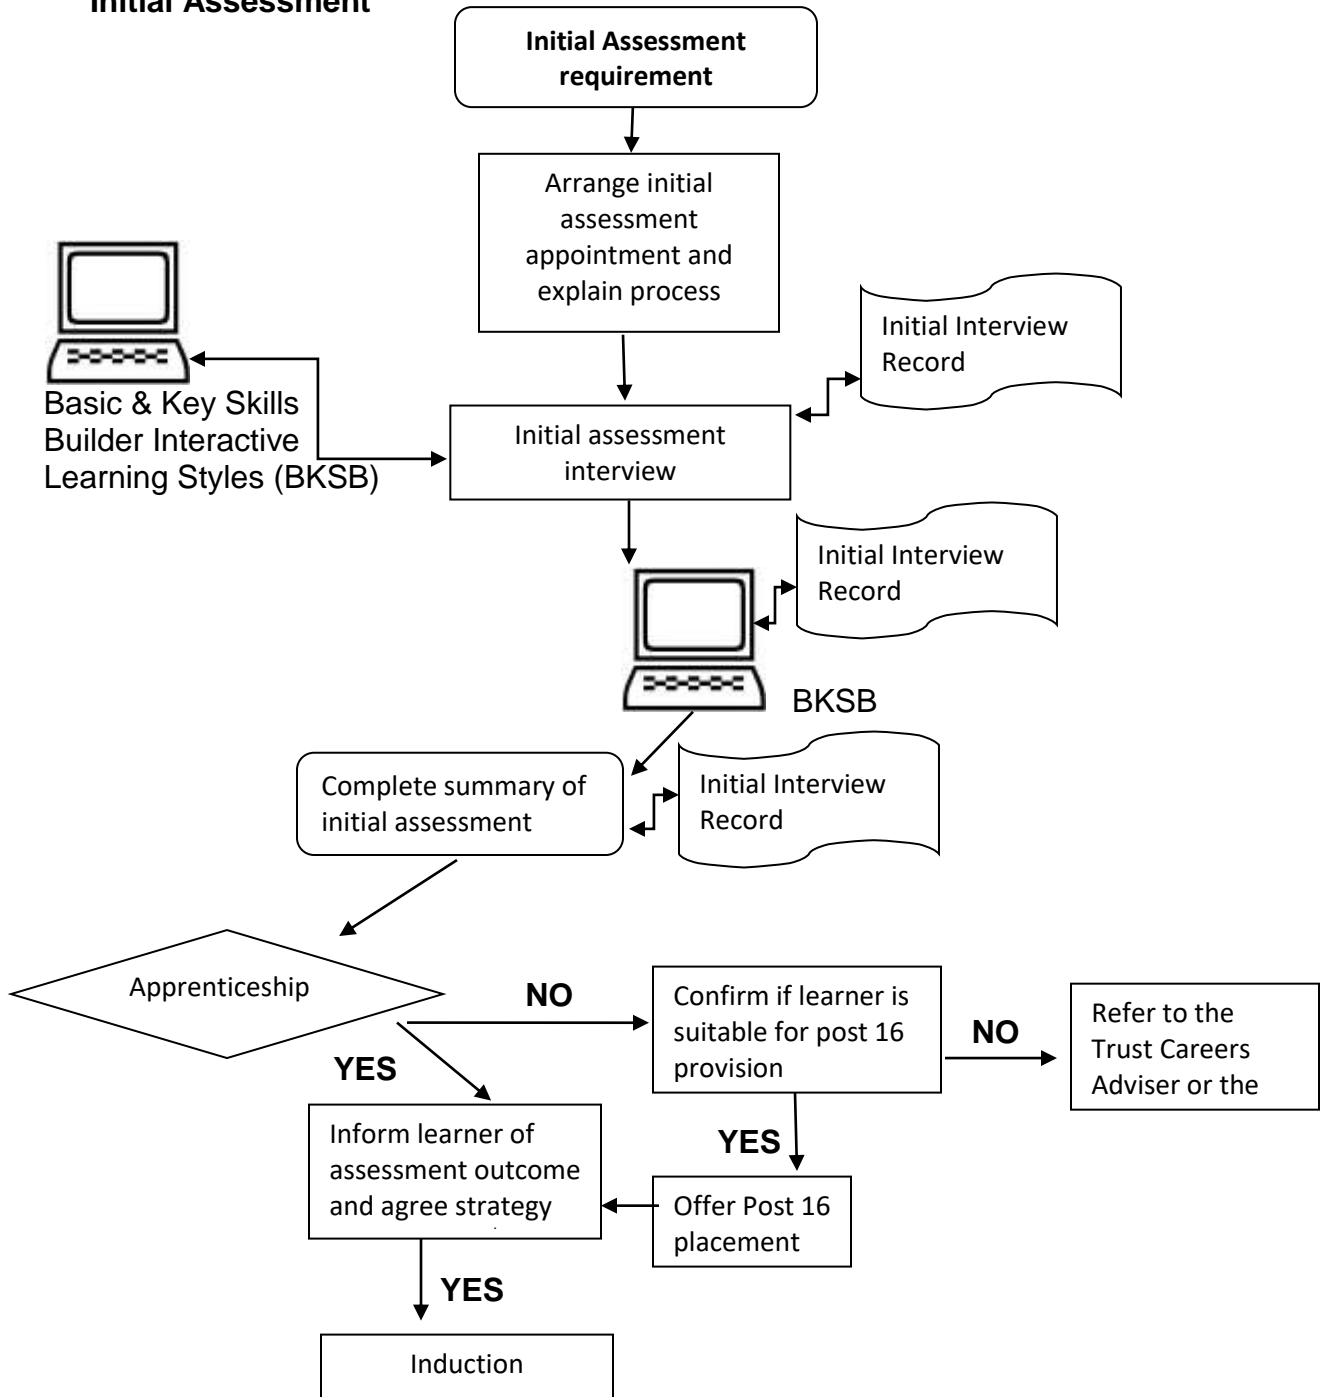 Initial Assessment
Initial Assessment
requirement
Arrange initial
assessment
appointment and
explain process
Initial Interview
Record
Basic & Key Skills
Builder Interactive
Learning Styles (BKSB)
Initial assessment
interview
Initial Interview
Record
BKSB
Complete summary of
initial assessment
Initial Interview
Record
Apprenticeship
NO
Confirm if learner is
suitable for post 16
provision
NO
Refer to the
Trust Careers
Adviser or the
YES
Inform learner of
assessment outcome
and agree strategy
YES
Offer Post 16
placement
YES
Induction